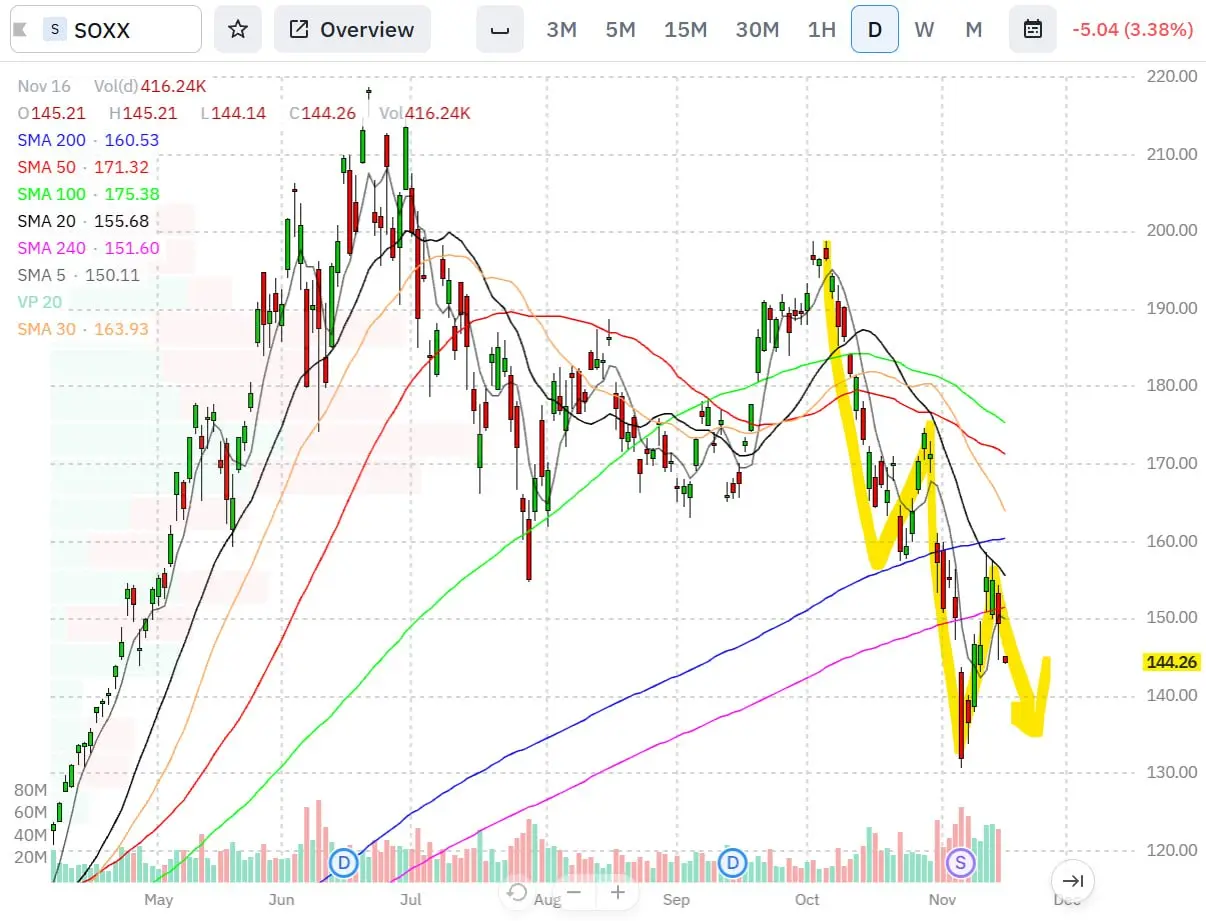 S SOXX Overview 3M 5M 15M 30M 1H D W M -5.04 (3.38%)
Nov 16 Vol(d) 416.24K
O145.21 H145.21 L144.14 C144.26 Vol416.24K
SMA 200 · 160.53
SMA 50 · 171.32
SMA 100 · 175.38
SMA 20 · 155.68
SMA 240 · 151.60
SMA 5 · 150.11
VP 20
SMA 30 · 163.93
220.00
210.00
200.00
190.00
180.00
170.00
160.00
150.00
144.26
140.00
130.00
120.00
80M
60M
40M
20M
D D S
May Jun Jul Aug Sep Oct Nov Dec